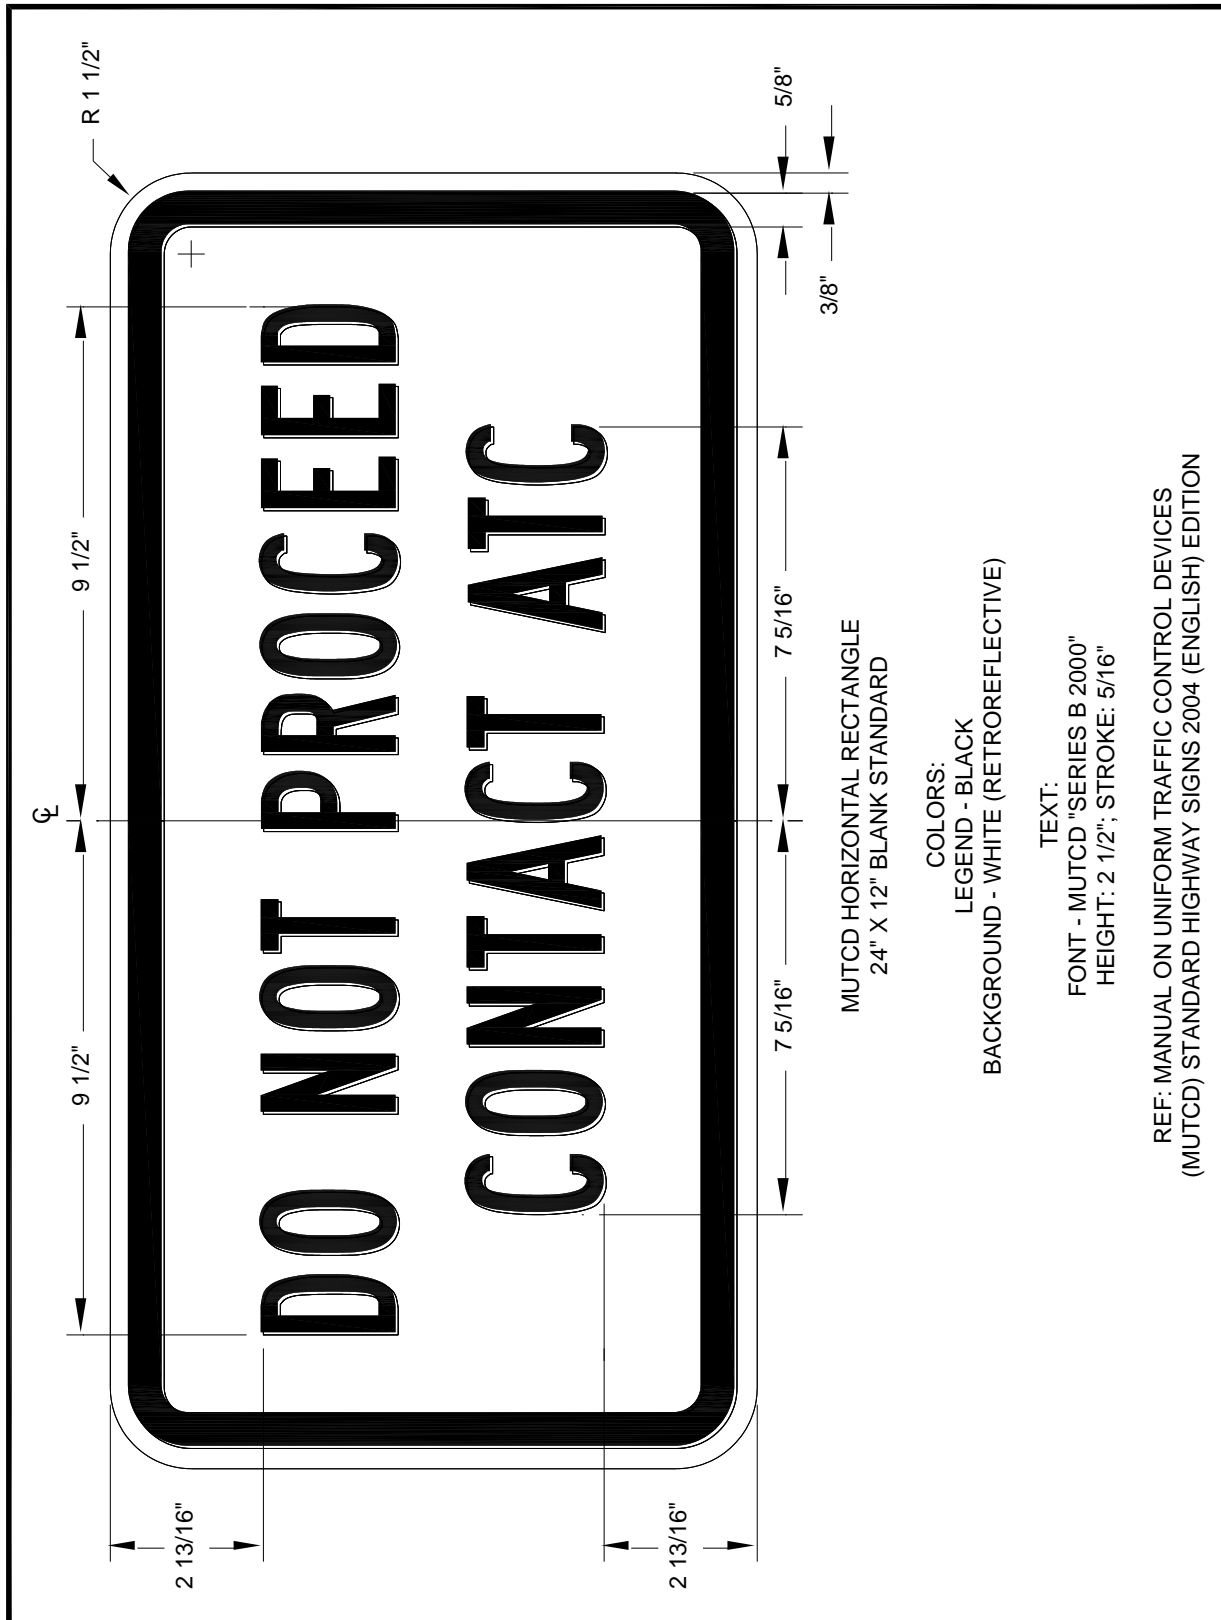 R 1 1/2"
℄
9 1/2"
9 1/2"
2 13/16"
2 13/16"
DO NOT PROCEED
CONTACT ATC
7 5/16"
7 5/16"
5/8"
3/8"
MUTCD HORIZONTAL RECTANGLE
24" X 12" BLANK STANDARD
COLORS:
LEGEND - BLACK
BACKGROUND - WHITE (RETROREFLECTIVE)
TEXT:
FONT - MUTCD "SERIES B 2000"
HEIGHT: 2 1/2"; STROKE: 5/16"
REF: MANUAL ON UNIFORM TRAFFIC CONTROL DEVICES
(MUTCD) STANDARD HIGHWAY SIGNS 2004 (ENGLISH) EDITION